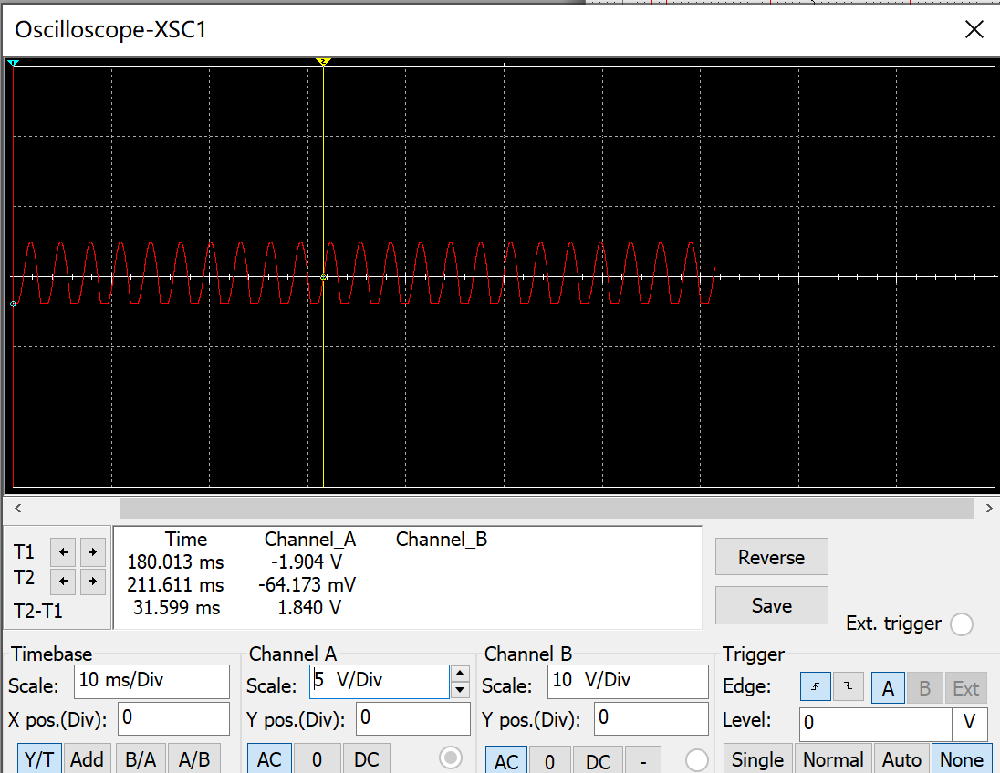 Oscilloscope-XSC1
1 2
Time Channel_A Channel_B
T1 180.013 ms -1.904 V
T2 211.611 ms -64.173 mV
T2-T1 31.599 ms 1.840 V
Reverse
Save
Ext. trigger
Timebase Channel A Channel B Trigger
Scale: 10 ms/Div Scale: 5 V/Div Scale: 10 V/Div Edge: A B Ext
X pos.(Div): 0 Y pos.(Div): 0 Y pos.(Div): 0 Level: 0 V
Y/T Add B/A A/B AC 0 DC AC 0 DC - Single Normal Auto None